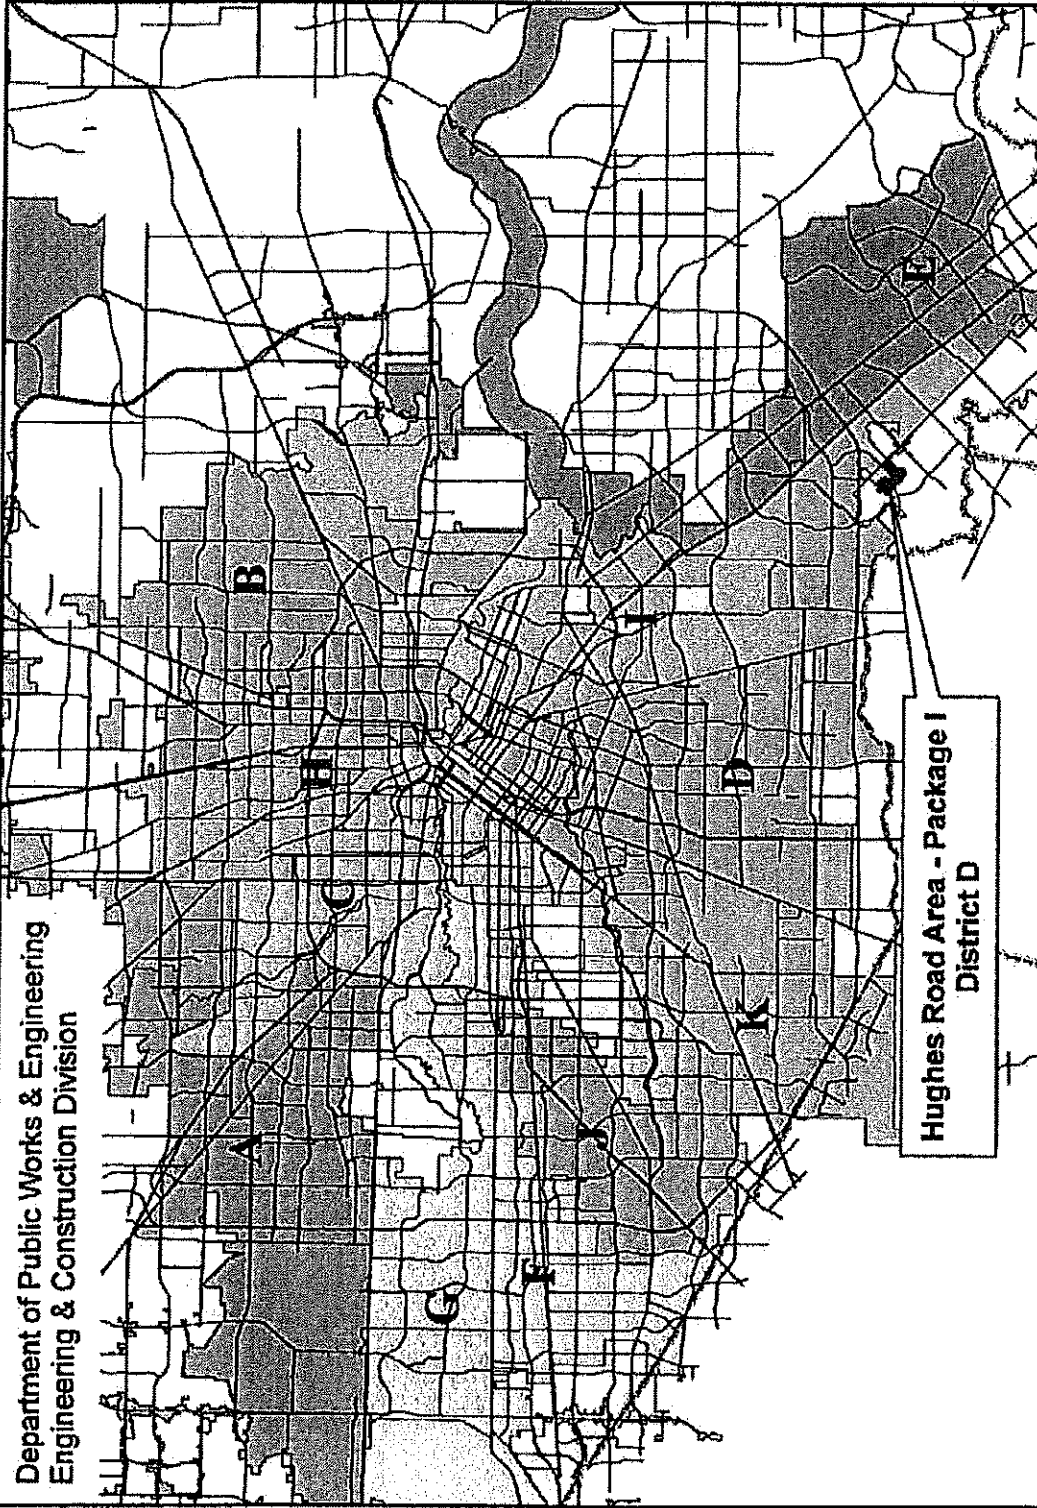 Department of Public Works & Engineering
Engineering & Construction Division
A
B
C
H
G
F
E
I
J
D
K
Hughes Road Area - Package I
District D